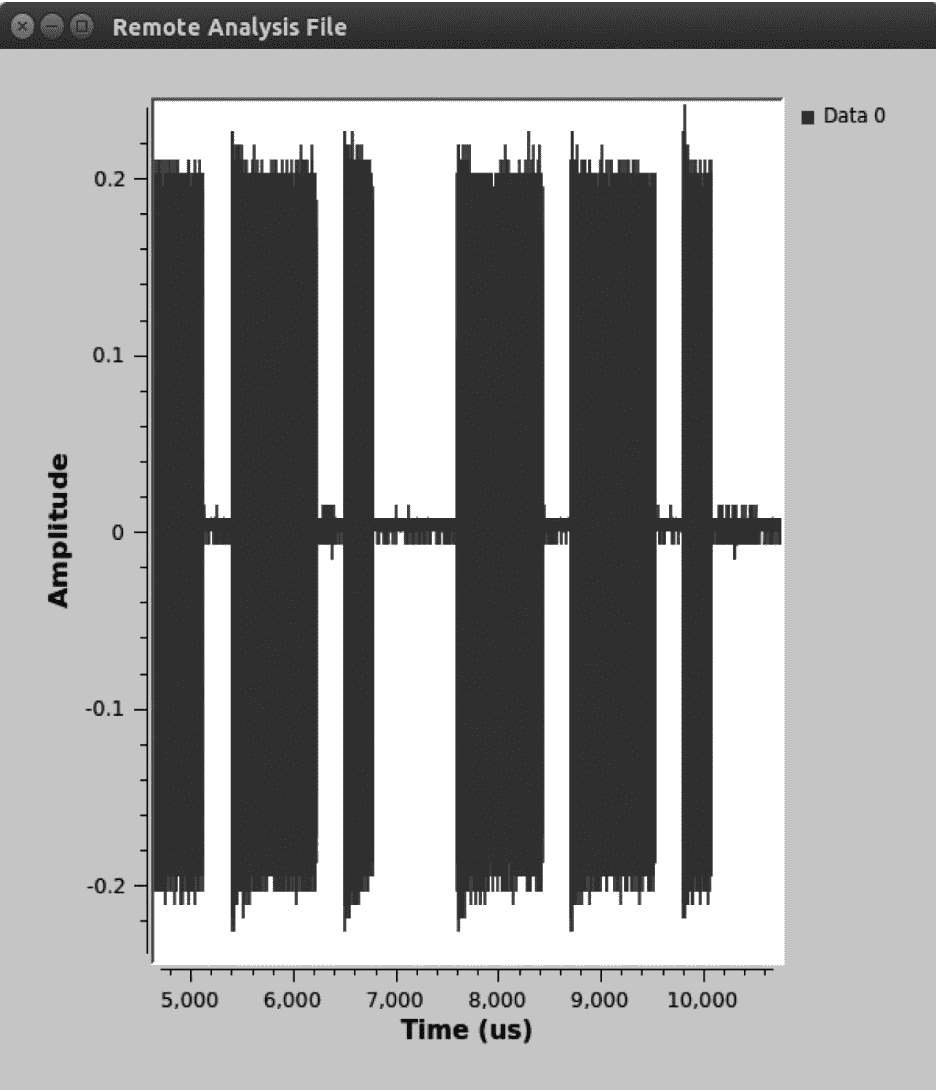 Remote Analysis File
Data 0
0.2
0.1
0
-0.1
-0.2
Amplitude
5,000 6,000 7,000 8,000 9,000 10,000
Time (us)